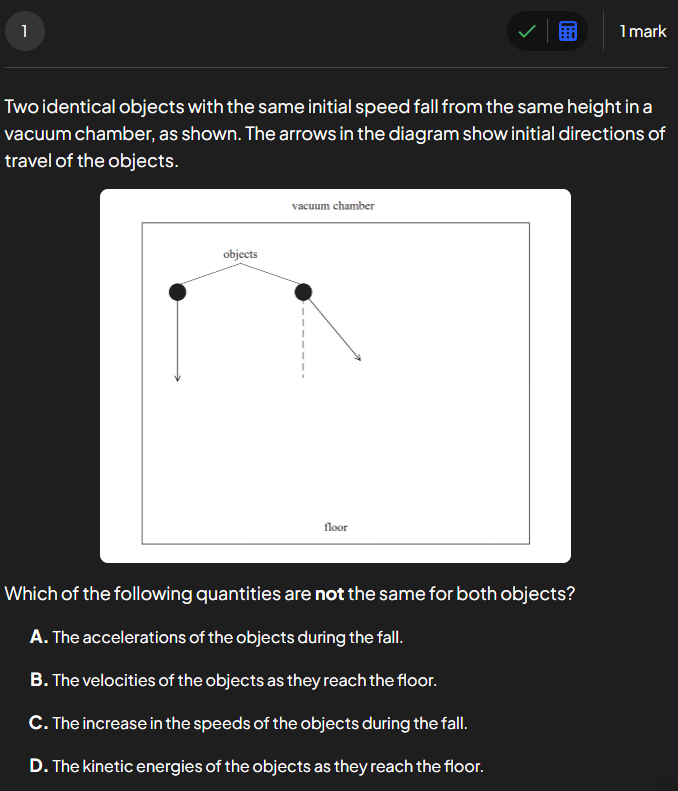 1
1 mark
Two identical objects with the same initial speed fall from the same height in a
vacuum chamber, as shown. The arrows in the diagram show initial directions of
travel of the objects.
vacuum chamber
objects
floor
Which of the following quantities are not the same for both objects?
A. The accelerations of the objects during the fall.
B. The velocities of the objects as they reach the floor.
C. The increase in the speeds of the objects during the fall.
D. The kinetic energies of the objects as they reach the floor.